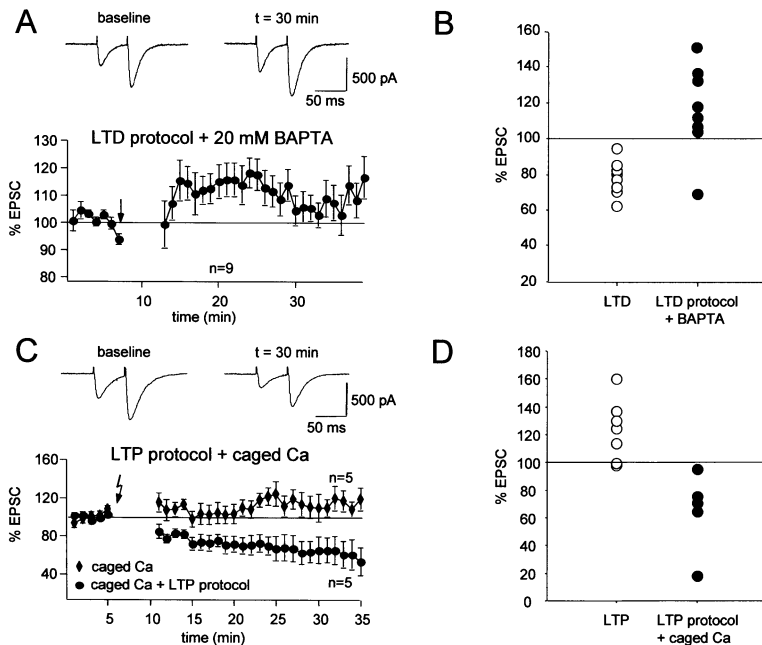 A
baseline
t = 30 min
500 pA
50 ms
LTD protocol + 20 mM BAPTA
% EPSC
130
120
110
100
90
80
n=9
10
20
30
time (min)
B
% EPSC
160
140
120
100
80
60
40
20
LTD
LTD protocol
+ BAPTA
C
baseline
t = 30 min
500 pA
50 ms
LTP protocol + caged Ca
% EPSC
160
120
80
40
n=5
caged Ca
caged Ca + LTP protocol
n=5
5
10
15
20
25
30
35
time (min)
D
% EPSC
180
160
140
120
100
80
60
40
20
0
LTP
LTP protocol
+ caged Ca